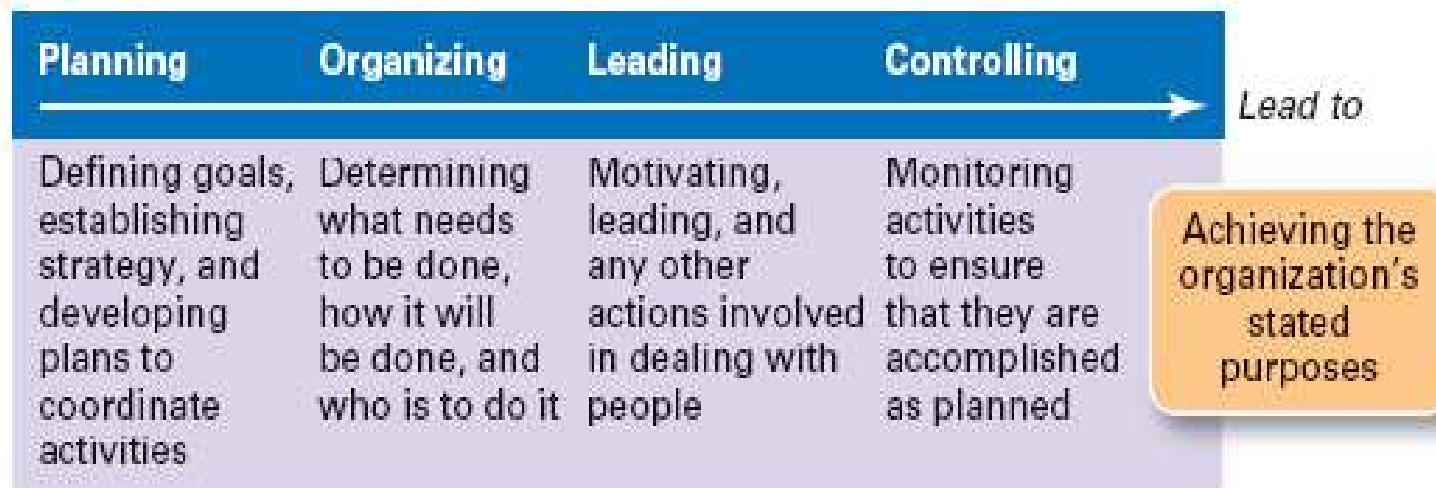 Planning
Organizing
Leading
Controlling
Lead to
Defining goals,
establishing
strategy, and
developing
plans to
coordinate
activities
Determining
what needs
to be done,
how it will
be done, and
who is to do it
Motivating,
leading, and
any other
actions involved
in dealing with
people
Monitoring
activities
to ensure
that they are
accomplished
as planned
Achieving the
organization's
stated
purposes